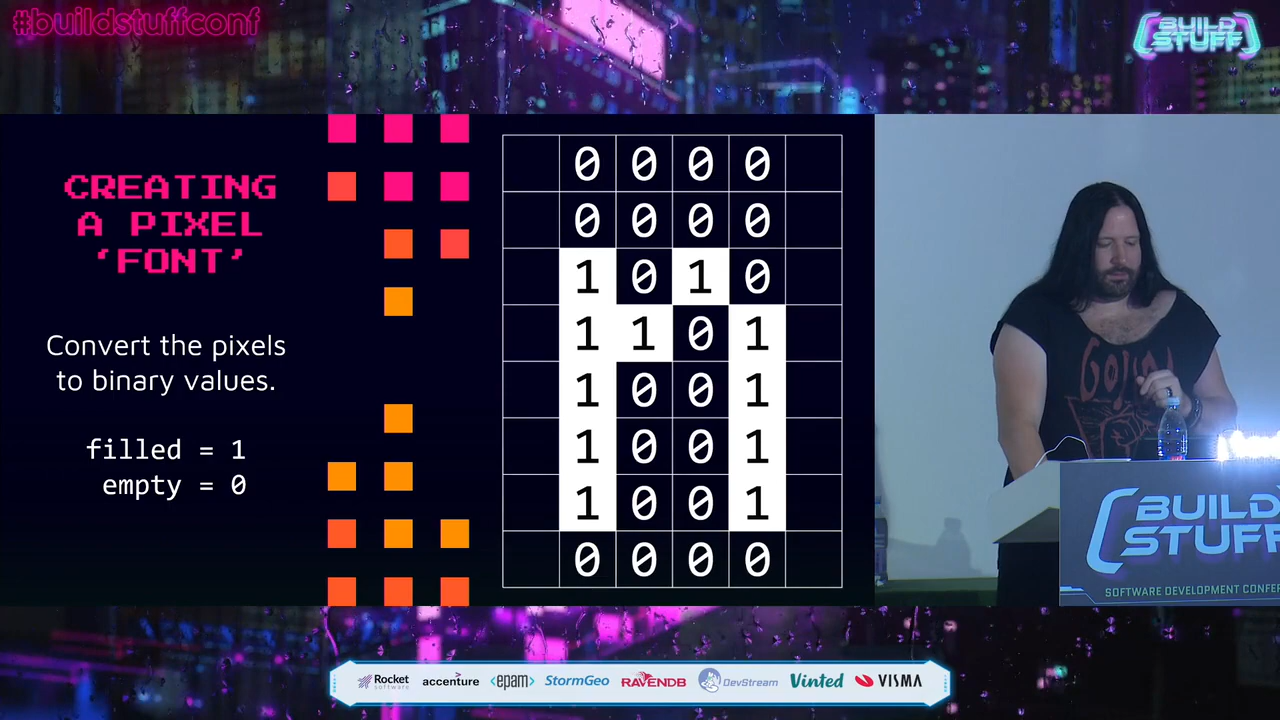 #buildstuffconf
BUILD
STUFF
CREATING
A PIXEL
'FONT'
Convert the pixels
to binary values.
filled = 1
empty = 0
0 0 0 0
0 0 0 0
1 0 1 0
1 1 0 1
1 0 0 1
1 0 0 1
1 0 0 1
0 0 0 0
BUILD
STUFF
SOFTWARE DEVELOPMENT
Rocket
software
accenture
<epam>
StormGeo
RAVENDB
DevStream
Vinted
VISMA